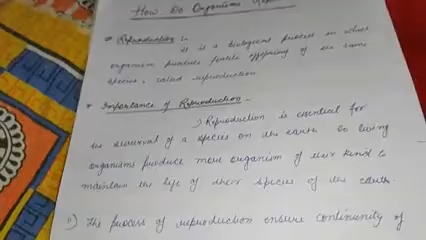 How Do Organisms
* Reproduction :-
It is a biological process in which
organism produce fertile offspring of the same
species, called reproduction
* Importance of Reproduction -
i) Reproduction is essential for
the survival of a species on the earth. So living
organisms produce more organism of their kind to
maintain the life of their species of the earth.
ii) The process of reproduction ensure continuity of